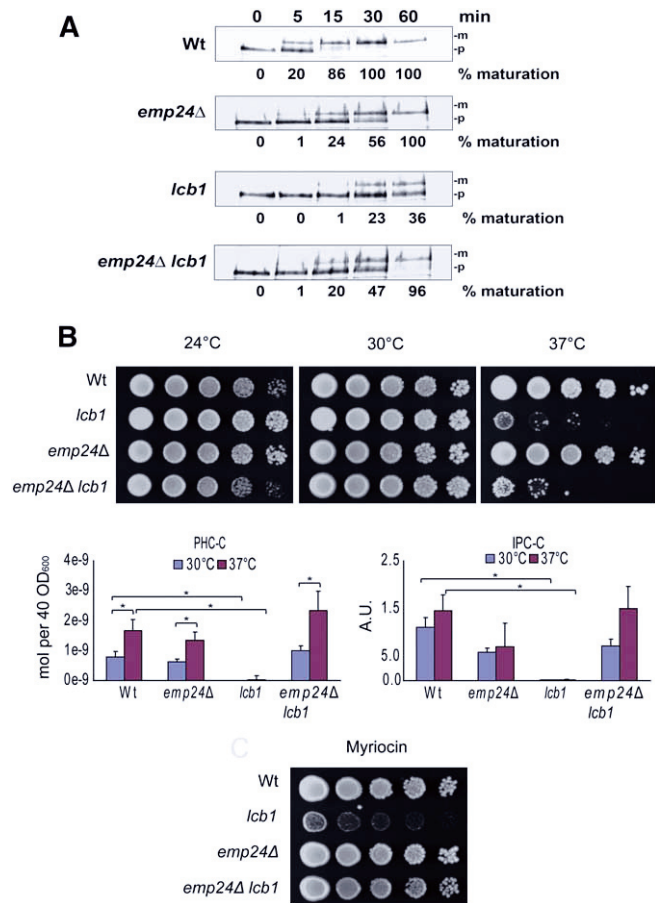 A
0 5 15 30 60 min
Wt
-m
-p
0 20 86 100 100 % maturation
emp24Δ
-m
-p
0 1 24 56 100 % maturation
lcb1
-m
-p
0 0 1 23 36 % maturation
emp24Δ lcb1
-m
-p
0 1 20 47 96 % maturation
B
24°C 30°C 37°C
Wt
lcb1
emp24Δ
emp24Δ lcb1
PHC-C
30°C 37°C
mol per 40 OD600
4e-9
3e-9
2e-9
1e-9
0e-9
* * * * *
Wt emp24Δ lcb1 emp24Δ
lcb1
IPC-C
30°C 37°C
A.U.
2.5
1.5
5.0
0.0
* *
Wt emp24Δ lcb1 emp24Δ
lcb1
C
Myriocin
Wt
lcb1
emp24Δ
emp24Δ lcb1